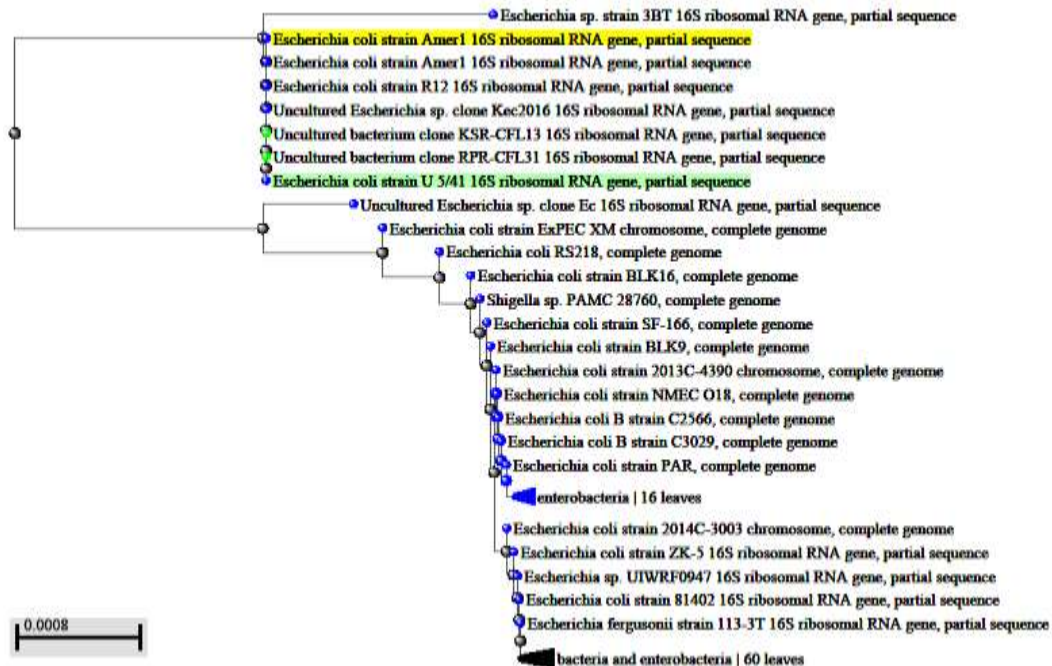 Escherichia sp. strain 3BT 16S ribosomal RNA gene, partial sequence
Escherichia coli strain Amer1 16S ribosomal RNA gene, partial sequence
Escherichia coli strain Amer1 16S ribosomal RNA gene, partial sequence
Escherichia coli strain R12 16S ribosomal RNA gene, partial sequence
Uncultured Escherichia sp. clone Kec2016 16S ribosomal RNA gene, partial sequence
Uncultured bacterium clone KSR-CFL13 16S ribosomal RNA gene, partial sequence
Uncultured bacterium clone RPR-CFL31 16S ribosomal RNA gene, partial sequence
Escherichia coli strain U 5/41 16S ribosomal RNA gene, partial sequence
Uncultured Escherichia sp. clone Ec 16S ribosomal RNA gene, partial sequence
Escherichia coli strain ExPEC XM chromosome, complete genome
Escherichia coli RS218, complete genome
Escherichia coli strain BLK16, complete genome
Shigella sp. PAMC 28760, complete genome
Escherichia coli strain SF-166, complete genome
Escherichia coli strain BLK9, complete genome
Escherichia coli strain 2013C-4390 chromosome, complete genome
Escherichia coli strain NMEC O18, complete genome
Escherichia coli B strain C2566, complete genome
Escherichia coli B strain C3029, complete genome
Escherichia coli strain PAR, complete genome
enterobacteria | 16 leaves
Escherichia coli strain 2014C-3003 chromosome, complete genome
Escherichia coli strain ZK-5 16S ribosomal RNA gene, partial sequence
Escherichia sp. UIWRF0947 16S ribosomal RNA gene, partial sequence
Escherichia coli strain 81402 16S ribosomal RNA gene, partial sequence
Escherichia fergusonii strain 113-3T 16S ribosomal RNA gene, partial sequence
0.0008
bacteria and enterobacteria | 60 leaves